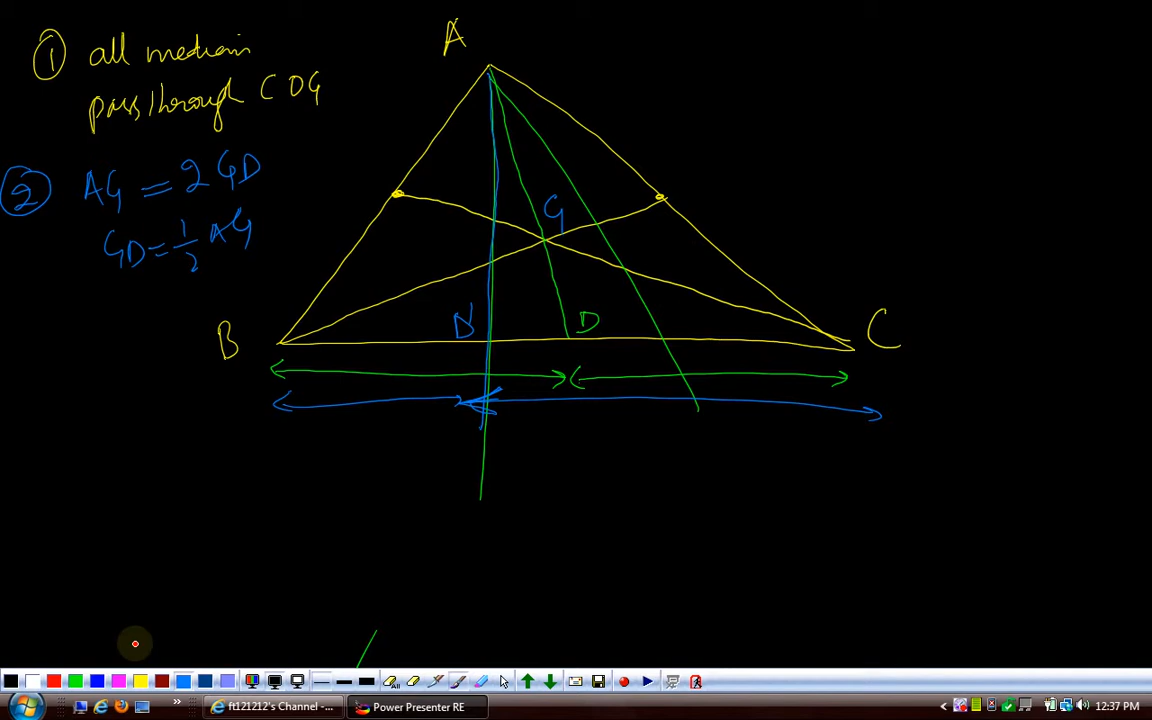 ① all median
pass through COG
② AG = 2 GD
GD = 1/2 AG
A
G
B
D'
D
C
All
ft121212's Channel -...
Power Presenter RE
12:37 PM